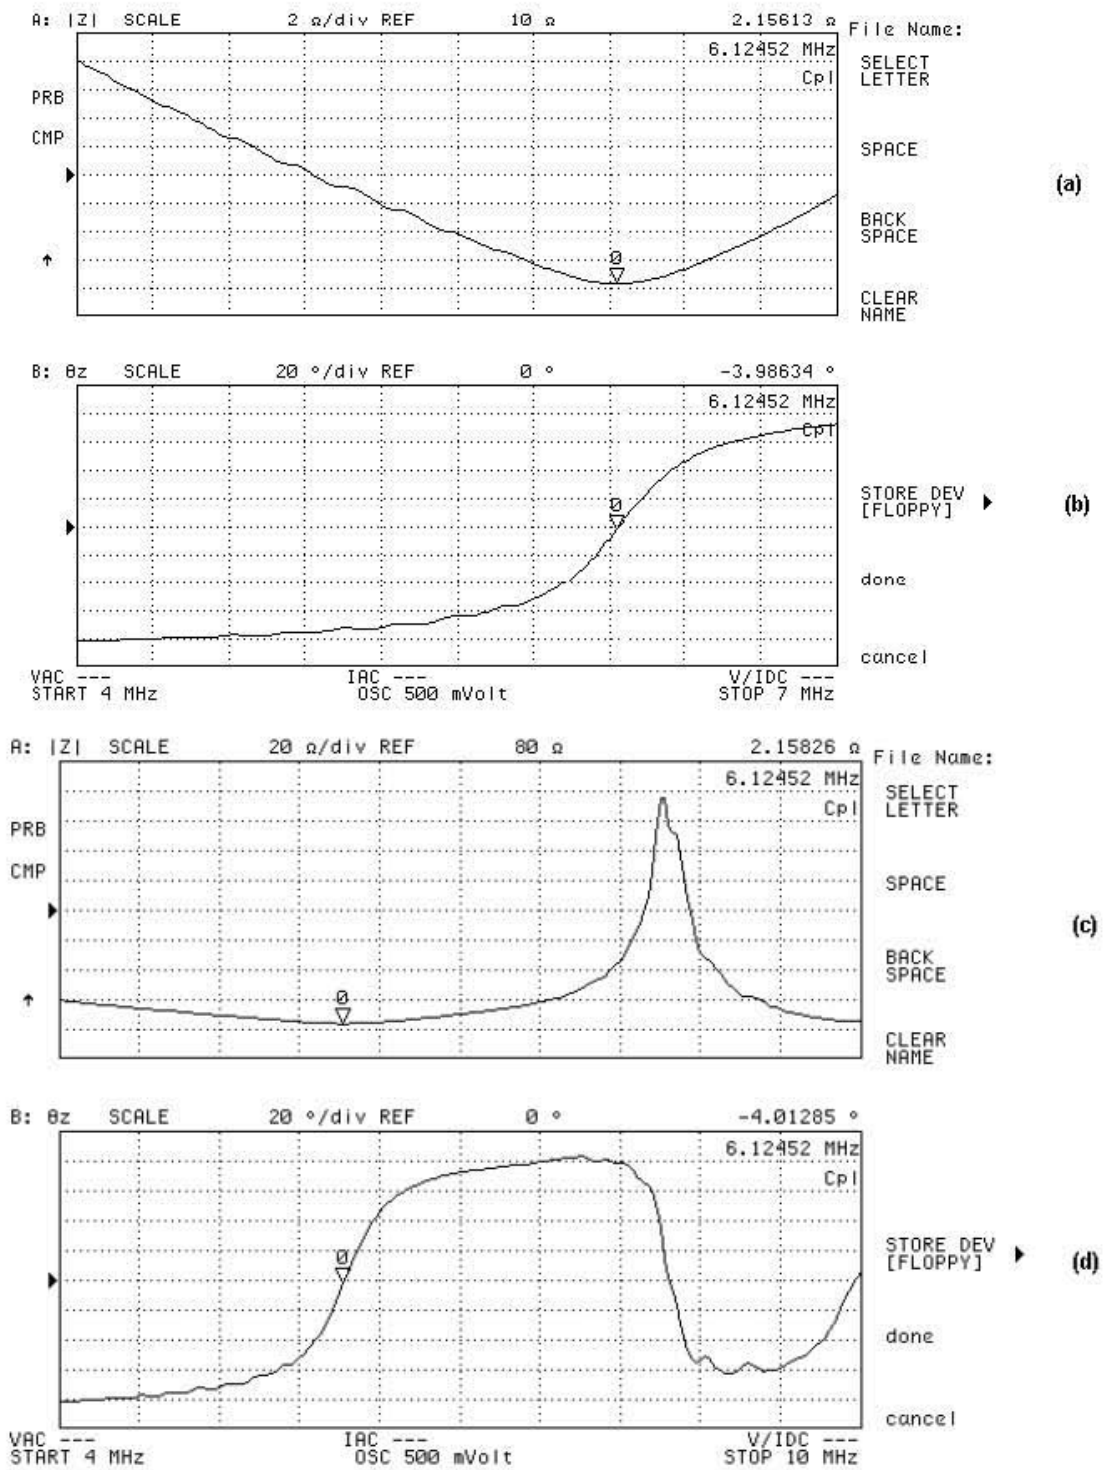 A: |Z| SCALE 2 Ω/div REF 10 Ω 2.15613 Ω
File Name:
6.12452 MHz
SELECT
LETTER
Cpl
PRB
CMP
SPACE
(a)
BACK
SPACE
0
CLEAR
NAME
B: θz SCALE 20 °/div REF 0 ° -3.98634 °
6.12452 MHz
Cpl
0
STORE DEV
[FLOPPY]
(b)
done
cancel
VAC --- IAC --- V/IDC ---
START 4 MHz OSC 500 mVolt STOP 7 MHz
A: |Z| SCALE 20 Ω/div REF 80 Ω 2.15826 Ω
File Name:
6.12452 MHz
SELECT
LETTER
Cpl
PRB
CMP
SPACE
(c)
BACK
SPACE
0
CLEAR
NAME
B: θz SCALE 20 °/div REF 0 ° -4.01285 °
6.12452 MHz
Cpl
0
STORE DEV
[FLOPPY]
(d)
done
cancel
VAC --- IAC --- V/IDC ---
START 4 MHz OSC 500 mVolt STOP 10 MHz